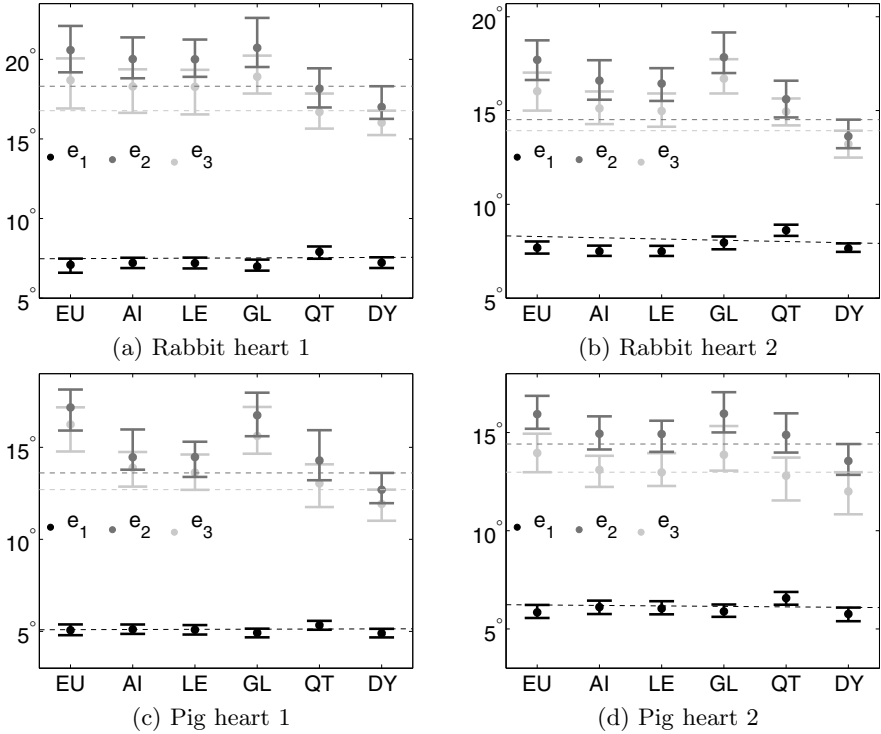 20°
15°
10°
5°
e1 e2 e3
EU AI LE GL QT DY
(a) Rabbit heart 1
20°
15°
10°
5°
e1 e2 e3
EU AI LE GL QT DY
(b) Rabbit heart 2
15°
10°
5°
e1 e2 e3
EU AI LE GL QT DY
(c) Pig heart 1
15°
10°
5°
e1 e2 e3
EU AI LE GL QT DY
(d) Pig heart 2